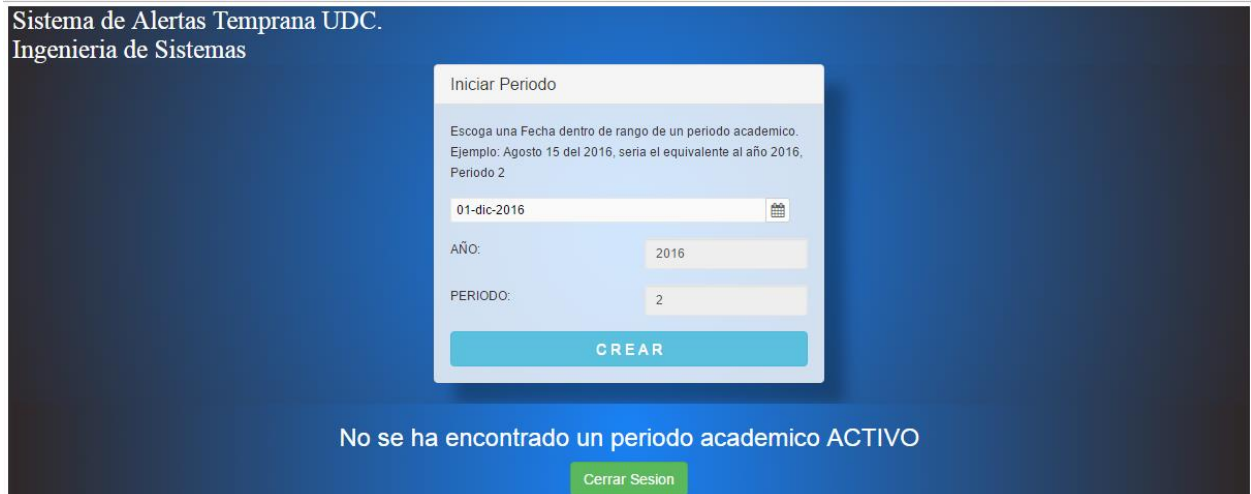 Sistema de Alertas Temprana UDC.
Ingenieria de Sistemas
Iniciar Periodo
Escoga una Fecha dentro de rango de un periodo academico.
Ejemplo: Agosto 15 del 2016, seria el equivalente al año 2016,
Periodo 2
01-dic-2016
AÑO: 2016
PERIODO: 2
CREAR
No se ha encontrado un periodo academico ACTIVO
Cerrar Sesion